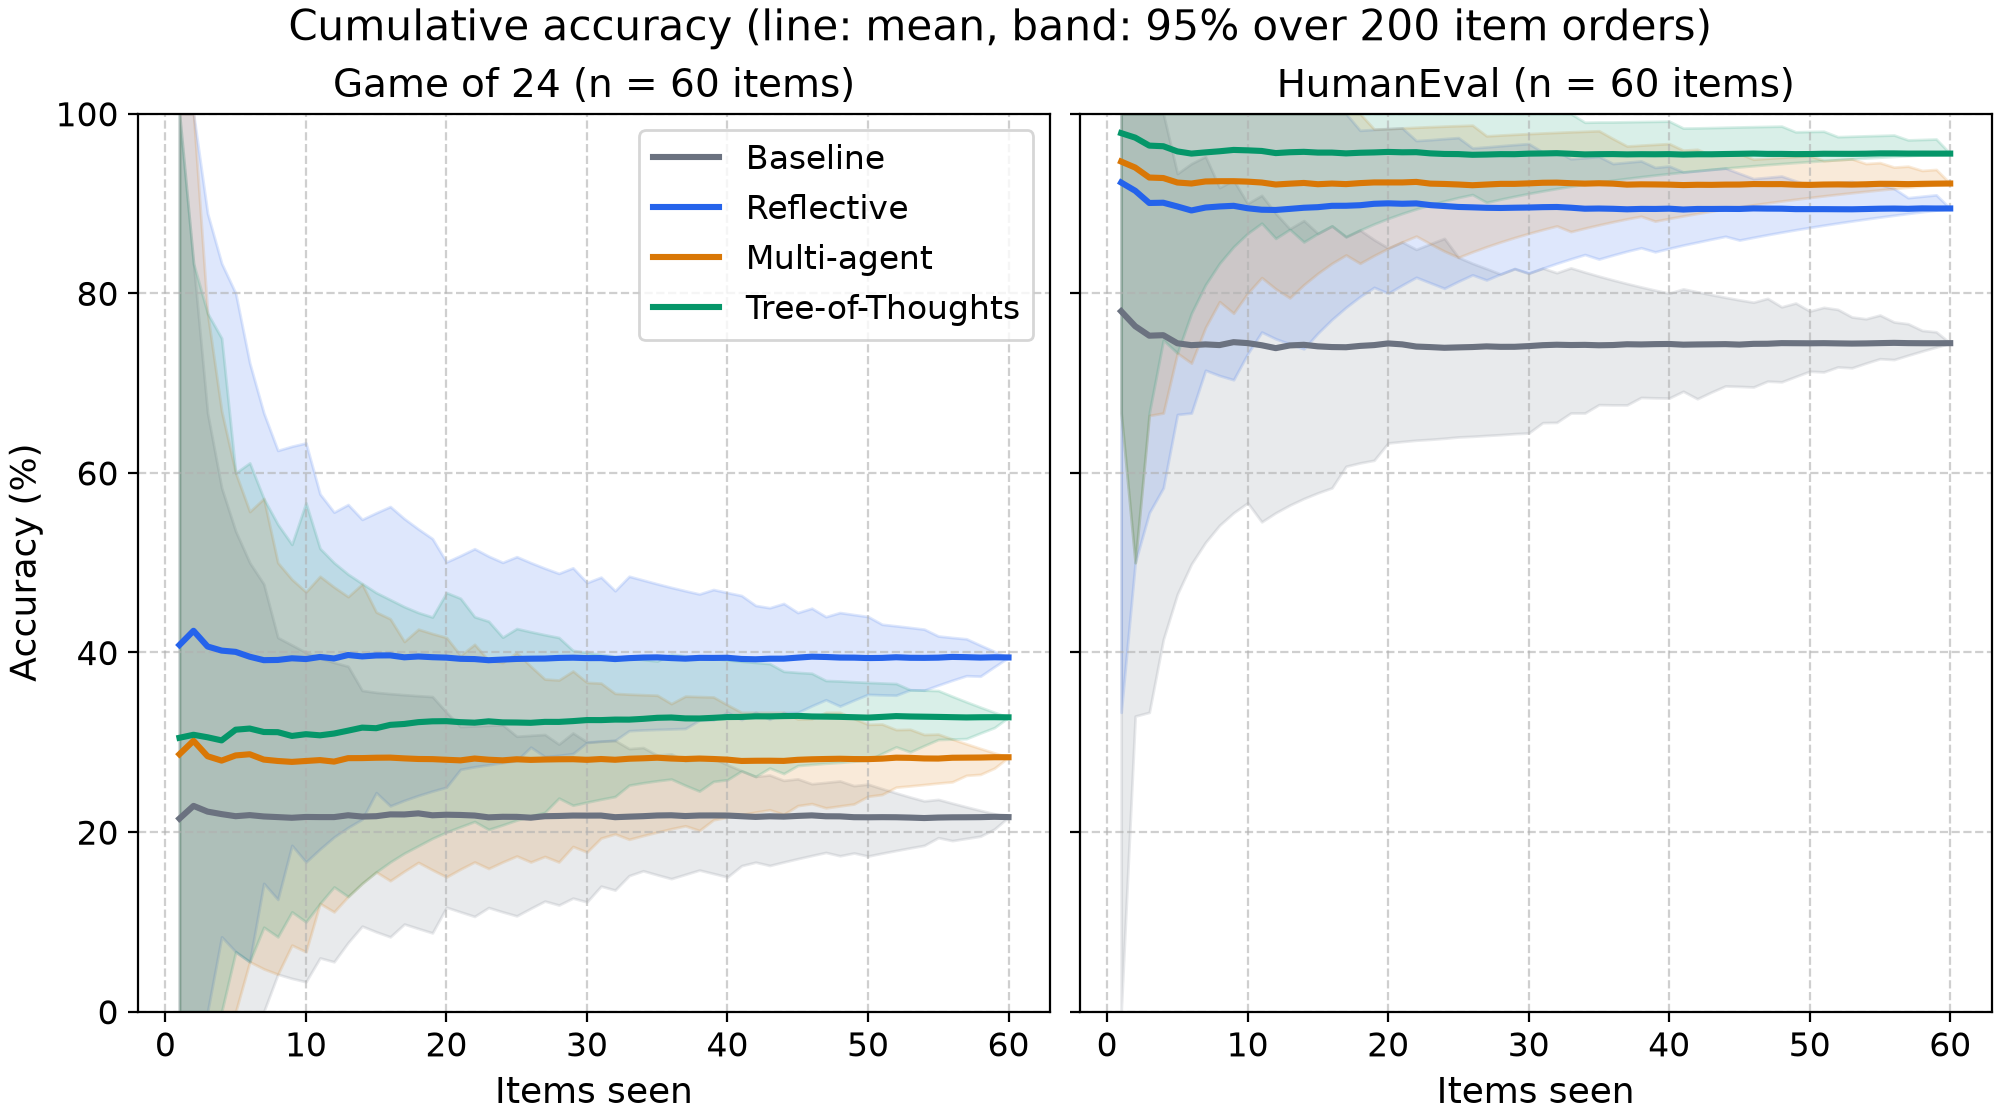 Cumulative accuracy (line: mean, band: 95% over 200 item orders)
Game of 24 (n = 60 items)
HumanEval (n = 60 items)
Accuracy (%)
100
80
60
40
20
0
Baseline
Reflective
Multi-agent
Tree-of-Thoughts
0 10 20 30 40 50 60
0 10 20 30 40 50 60
Items seen
Items seen